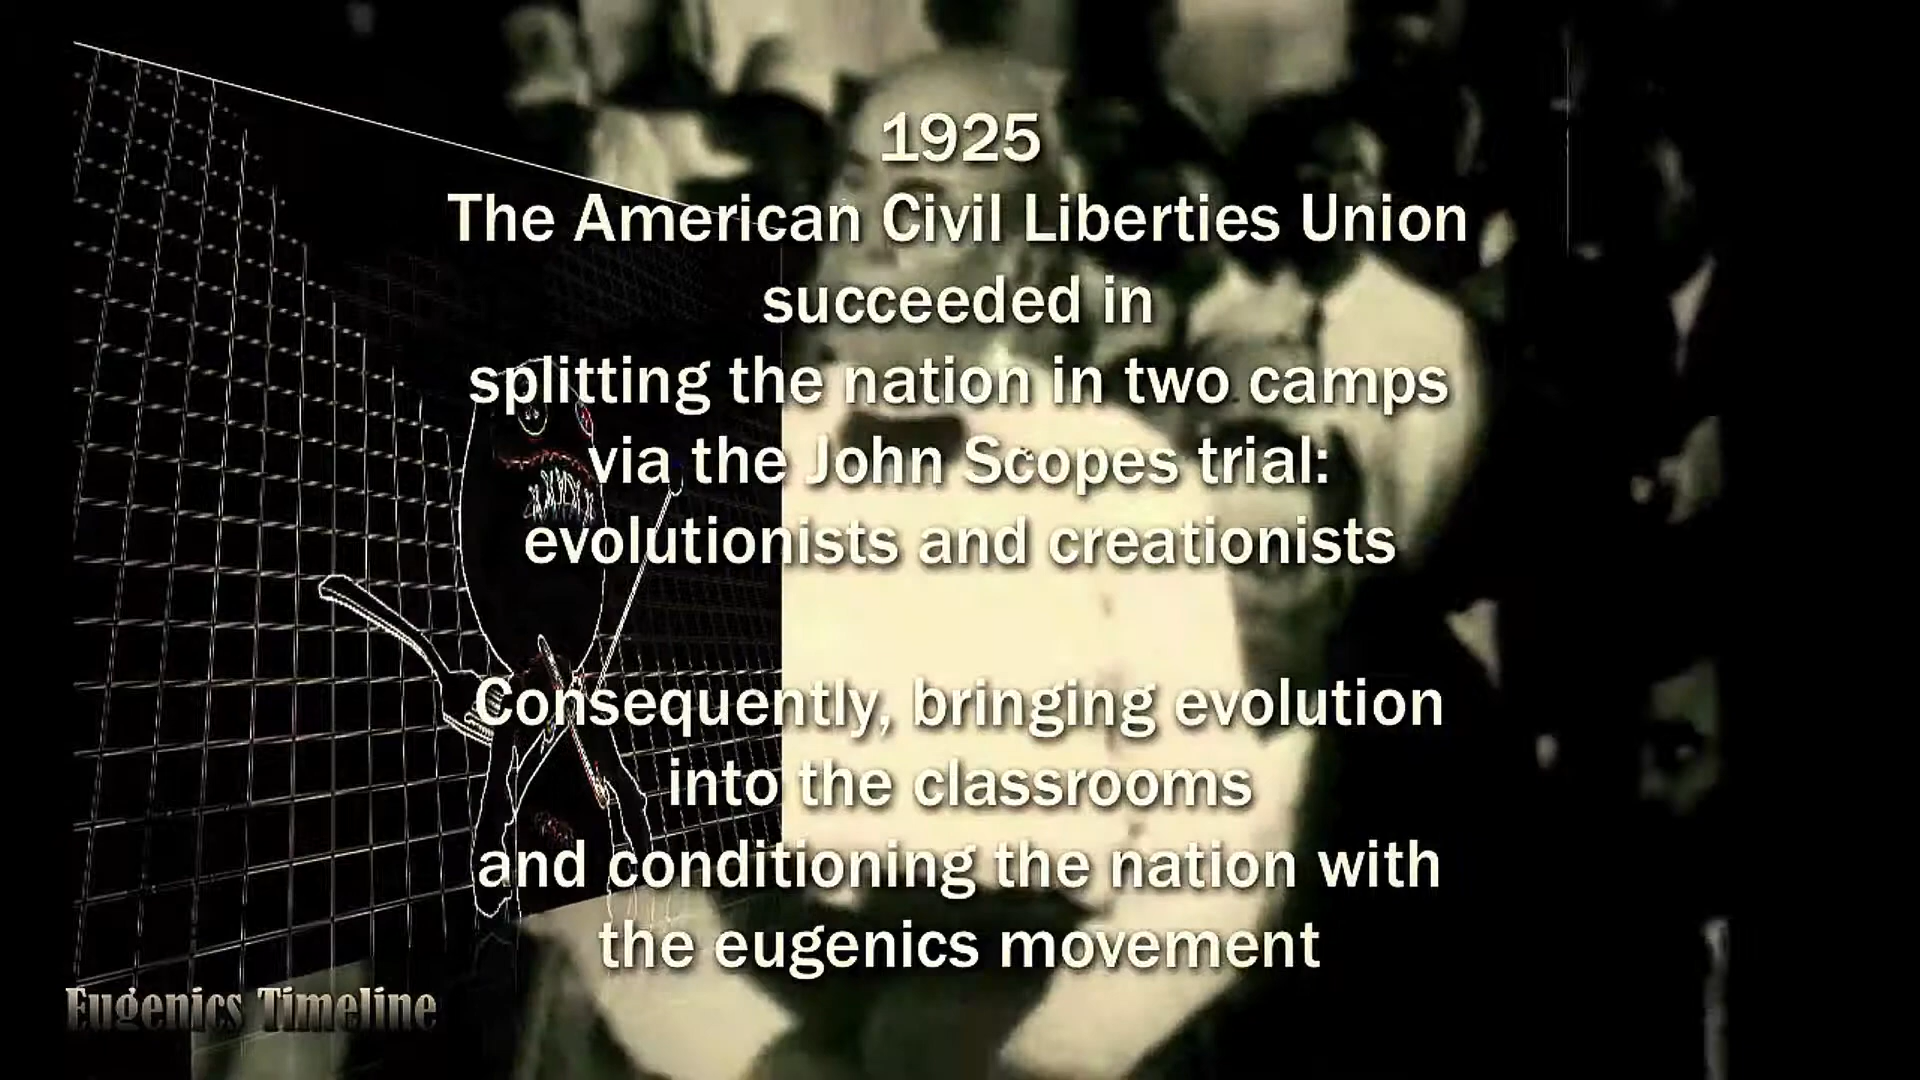 1925
The American Civil Liberties Union
succeeded in
splitting the nation in two camps
via the John Scopes trial:
evolutionists and creationists
Consequently, bringing evolution
into the classrooms
and conditioning the nation with
the eugenics movement
Eugenics Timeline